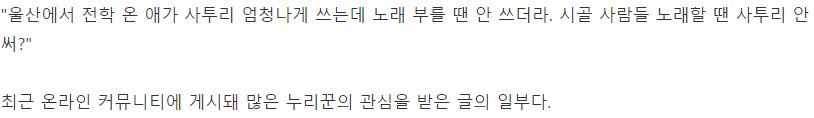 "울산에서 전학 온 애가 사투리 엄청나게 쓰는데 노래 부를 땐 안 쓰더라. 시골 사람들 노래할 땐 사투리 안
써?"
최근 온라인 커뮤니티에 게시돼 많은 누리꾼의 관심을 받은 글의 일부다.